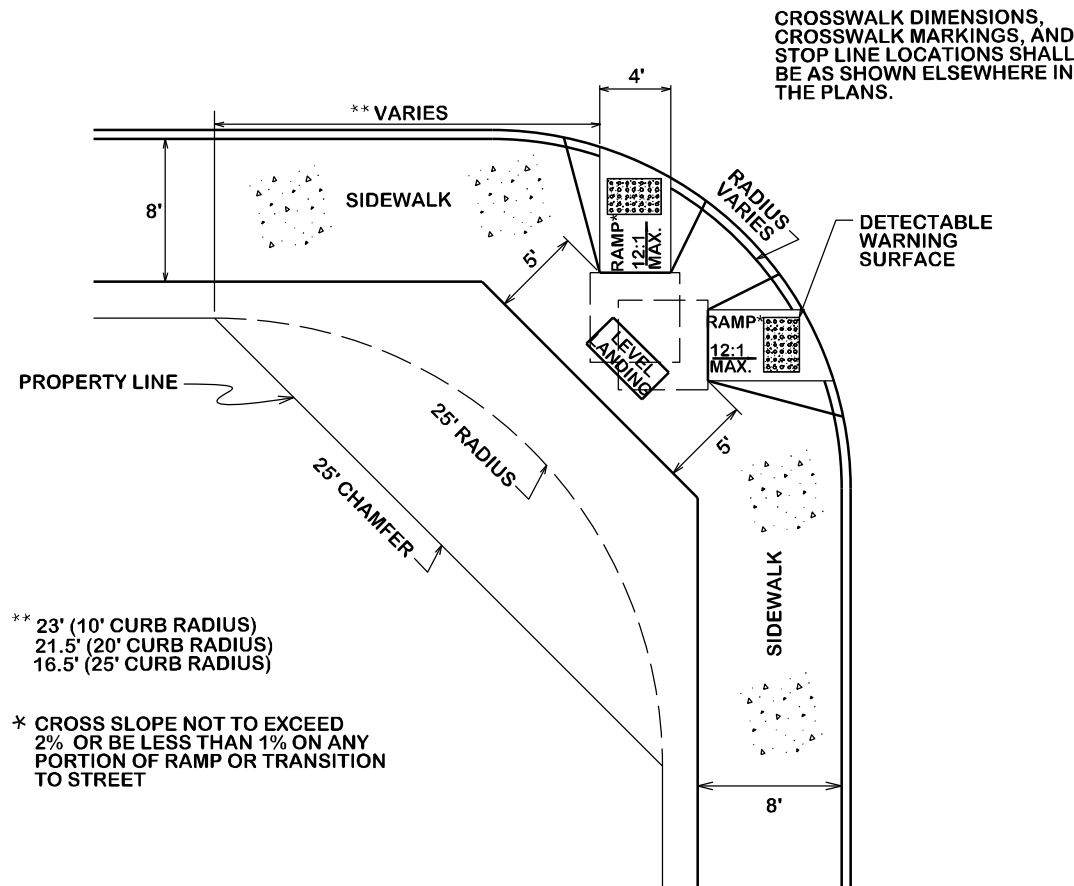 CROSSWALK DIMENSIONS,
CROSSWALK MARKINGS, AND
STOP LINE LOCATIONS SHALL
BE AS SHOWN ELSEWHERE IN
THE PLANS.
4'
** VARIES
8'
SIDEWALK
RADIUS
VARIES
DETECTABLE
WARNING
SURFACE
RAMP*
12:1
MAX.
5'
RAMP*
12:1
MAX.
LEVEL
LANDING
PROPERTY LINE
25' RADIUS
5'
25' CHAMFER
SIDEWALK
** 23' (10' CURB RADIUS)
21.5' (20' CURB RADIUS)
16.5' (25' CURB RADIUS)
* CROSS SLOPE NOT TO EXCEED
2% OR BE LESS THAN 1% ON ANY
PORTION OF RAMP OR TRANSITION
TO STREET
8'